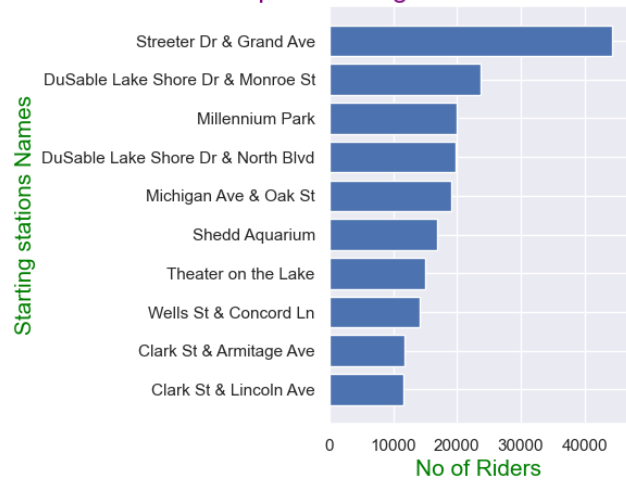 Streeter Dr & Grand Ave
DuSable Lake Shore Dr & Monroe St
Millennium Park
DuSable Lake Shore Dr & North Blvd
Michigan Ave & Oak St
Shedd Aquarium
Theater on the Lake
Wells St & Concord Ln
Clark St & Armitage Ave
Clark St & Lincoln Ave
Starting stations Names
0 10000 20000 30000 40000
No of Riders